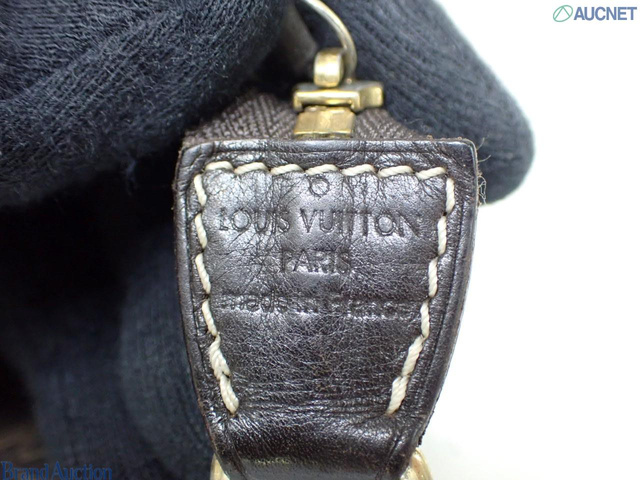 AUCNET
LOUIS VUITTON
PARIS
made in France
Brand Auction